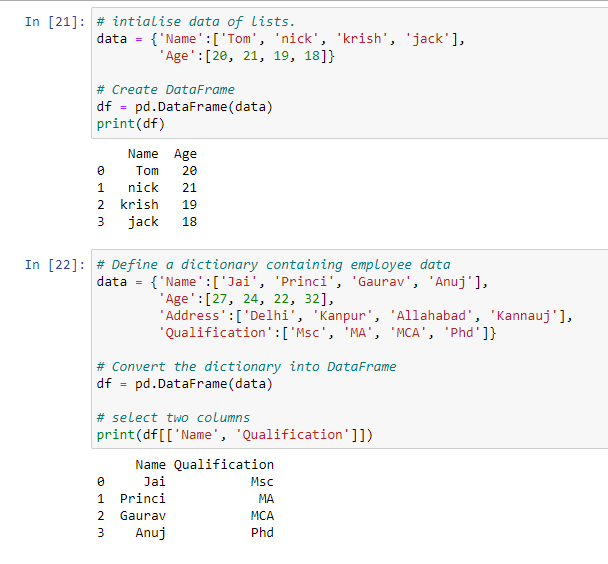 In [21]: # intialise data of lists.
data = {'Name':['Tom', 'nick', 'krish', 'jack'],
        'Age':[20, 21, 19, 18]}

# Create DataFrame
df = pd.DataFrame(data)
print(df)
    Name  Age
0    Tom   20
1   nick   21
2  krish   19
3   jack   18
In [22]: # Define a dictionary containing employee data
data = {'Name':['Jai', 'Princi', 'Gaurav', 'Anuj'],
        'Age':[27, 24, 22, 32],
        'Address':['Delhi', 'Kanpur', 'Allahabad', 'Kannauj'],
        'Qualification':['Msc', 'MA', 'MCA', 'Phd']}

# Convert the dictionary into DataFrame
df = pd.DataFrame(data)

# select two columns
print(df[['Name', 'Qualification']])
     Name Qualification
0     Jai           Msc
1  Princi            MA
2  Gaurav           MCA
3    Anuj           Phd